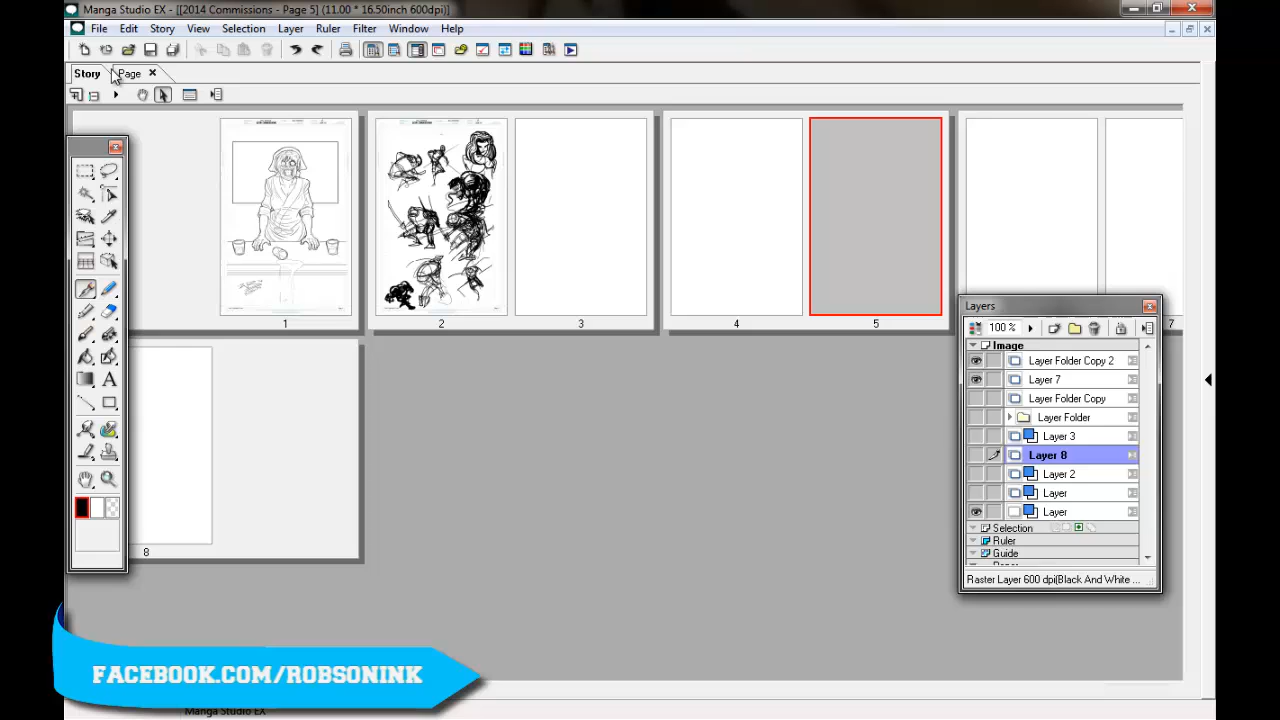 Manga Studio EX - [[2014 Commissions - Page 5] (11.00 * 16.50inch 600dpi)]
File Edit Story View Selection Layer Ruler Filter Window Help
Story Page
1
2
3
4
5
7
8
Layers
100 %
Image
Layer Folder Copy 2
Layer 7
Layer Folder Copy
Layer Folder
Layer 3
Layer 8
Layer 2
Layer
Layer
Selection
Ruler
Guide
Raster Layer 600 dpi(Black And White ...
FACEBOOK.COM/ROBSONINK
Manga Studio EX